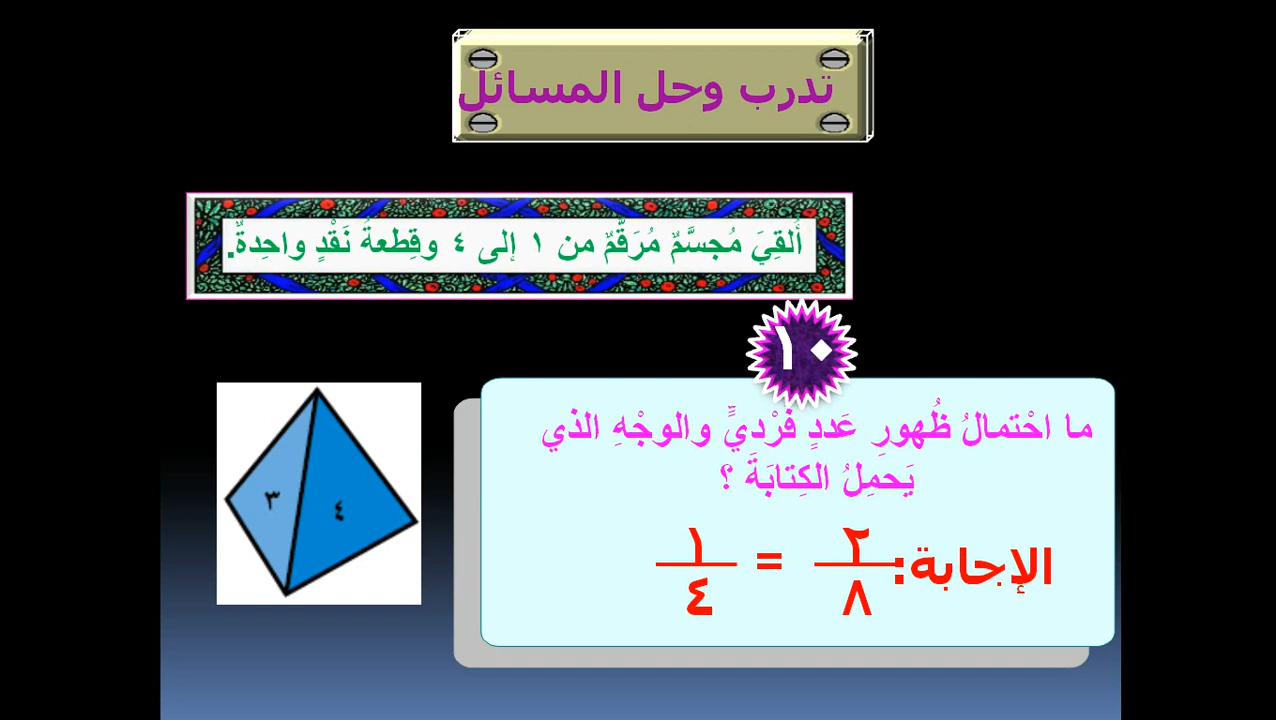 تدرب وحل المسائل
أُلقِيَ مُجسَّمٌ مُرَقَّمٌ من ١ إلى ٤ وقِطعةُ نَقْدٍ واحِدةٌ.
١٠
ما احْتمالُ ظُهورِ عَددٍ فَرْديٍّ والوجْهِ الذي
يَحمِلُ الكِتابَةَ ؟
الإجابة: ٢/٨ = ١/٤
٣ ٤